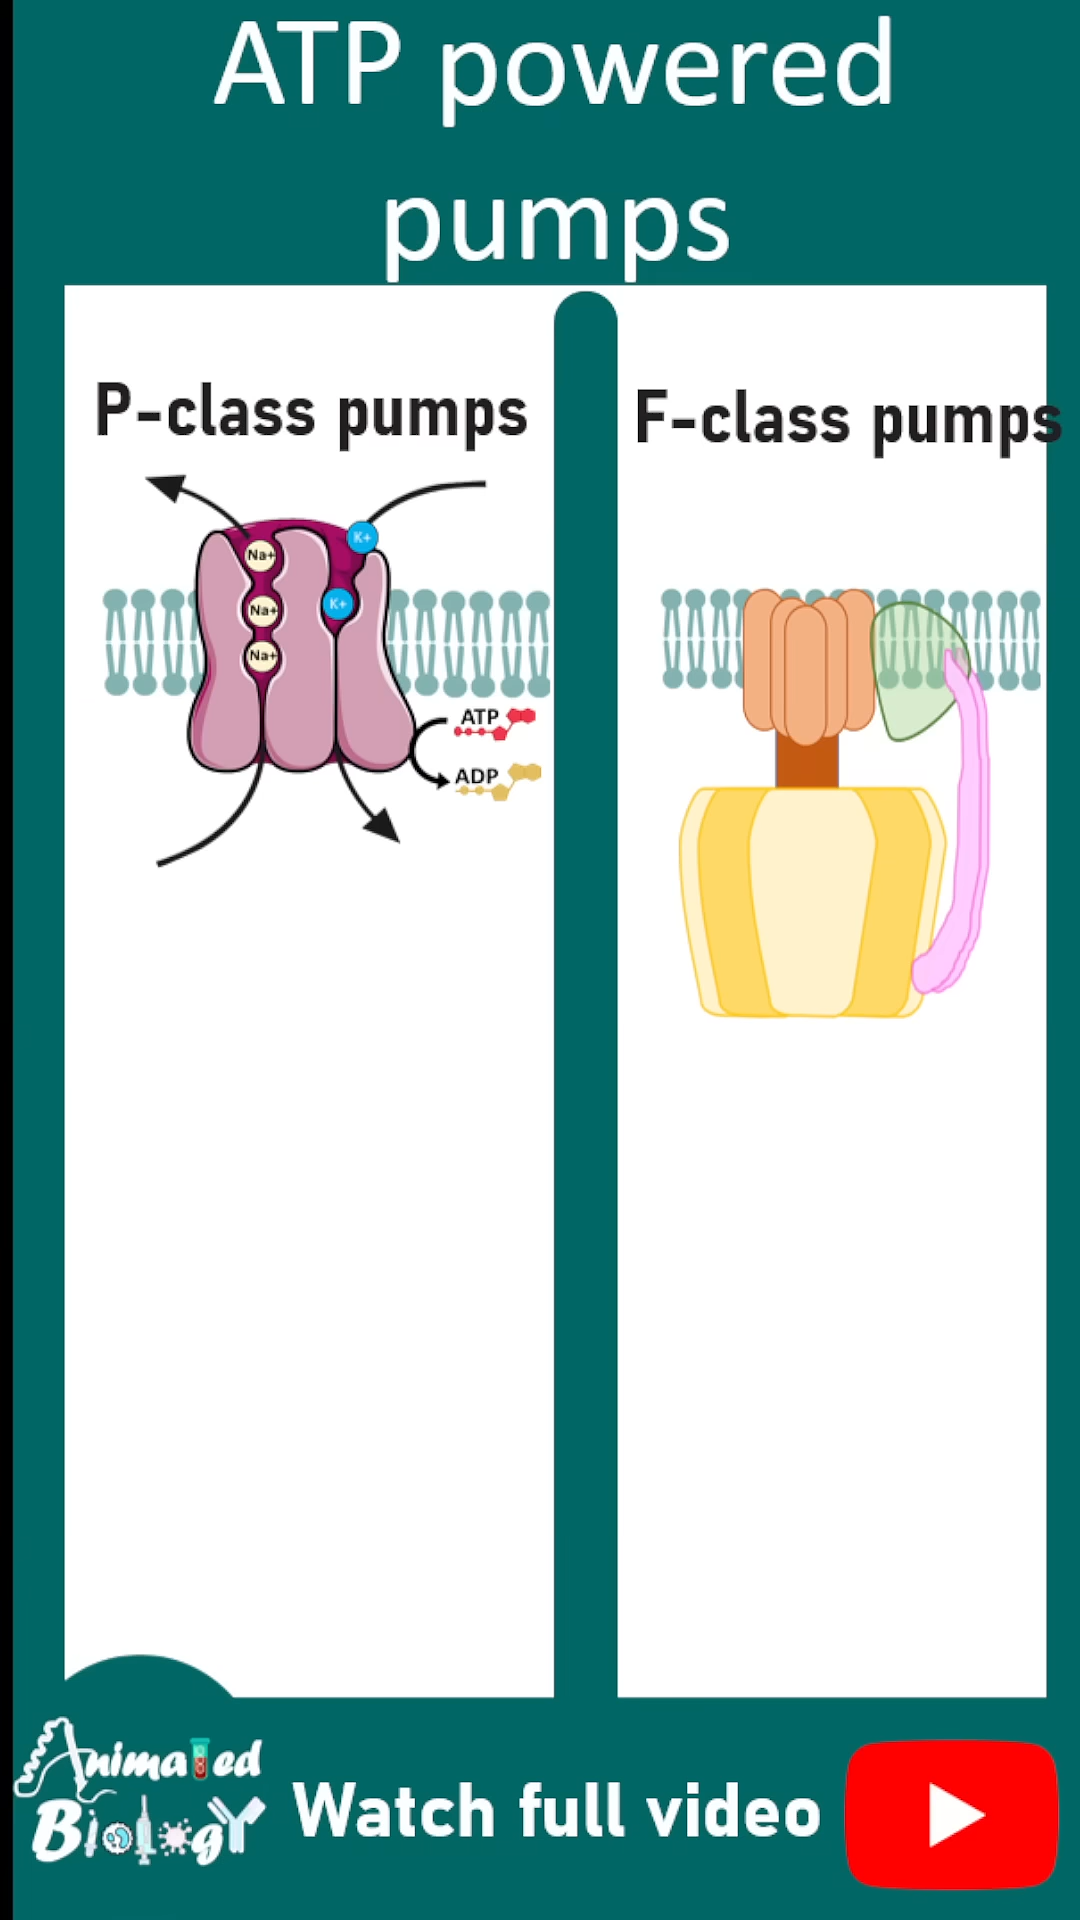 ATP powered
pumps
P-class pumps
F-class pumps
K+
Na+
K+
Na+
Na+
ATP
ADP
Animated
Biology
Watch full video